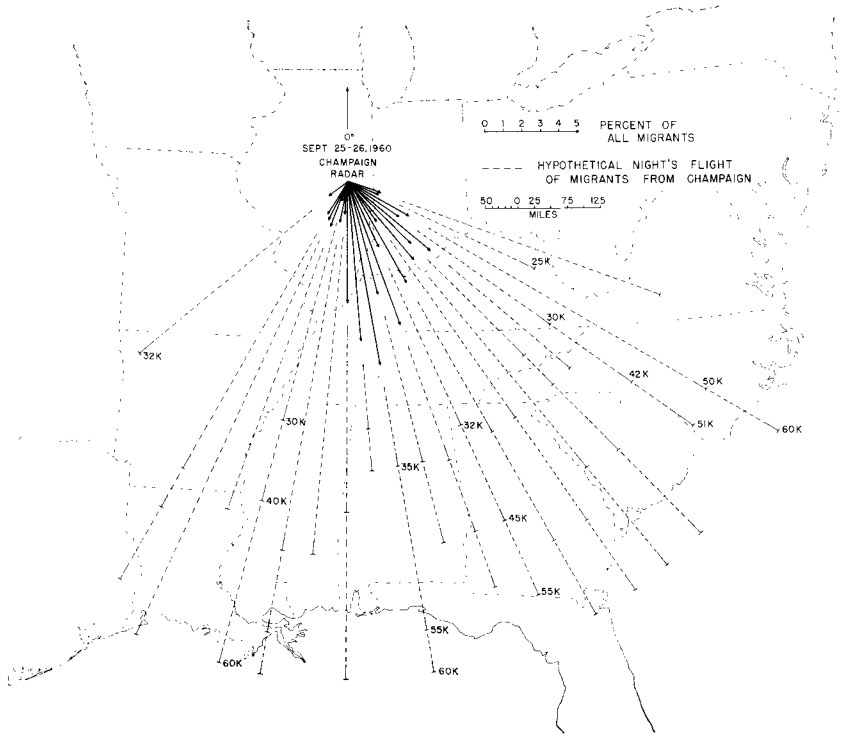 0 1 2 3 4 5
PERCENT OF
ALL MIGRANTS
0°
SEPT 25-26, 1960
CHAMPAIGN
RADAR
HYPOTHETICAL NIGHT'S FLIGHT
OF MIGRANTS FROM CHAMPAIGN
50 0 25 75 125
MILES
25K
30K
32K
42K
50K
30K
32K
51K
60K
35K
40K
45K
55K
55K
60K
60K